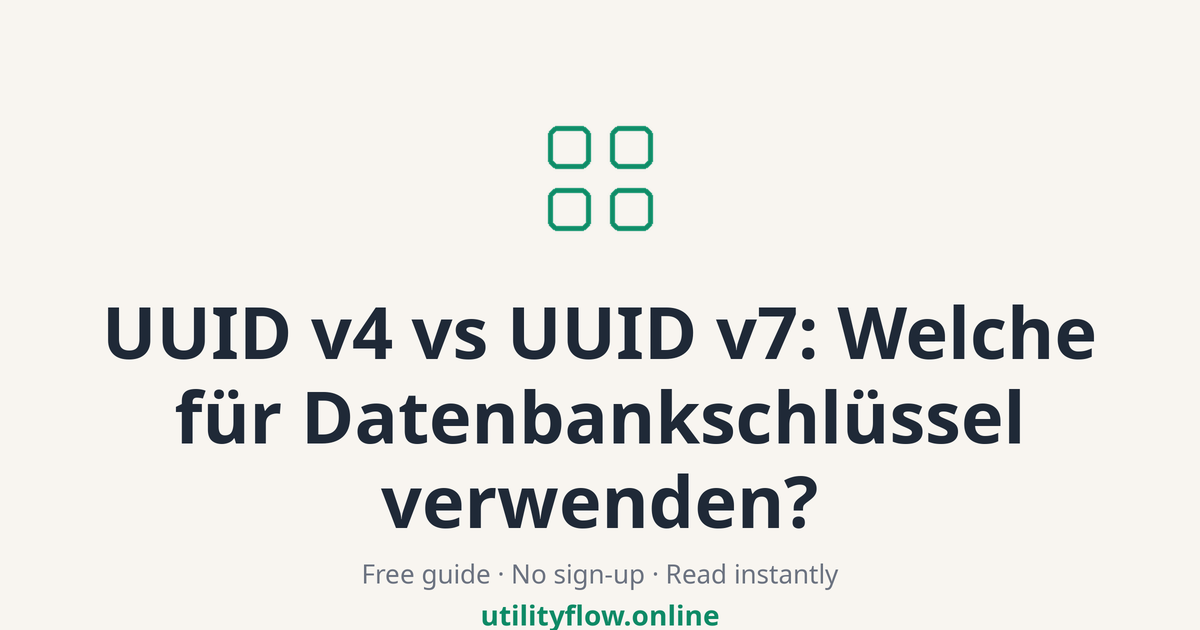 UUID v4 vs UUID v7: Welche
für Datenbankschlüssel
verwenden?
Free guide · No sign-up · Read instantly
utilityflow.online